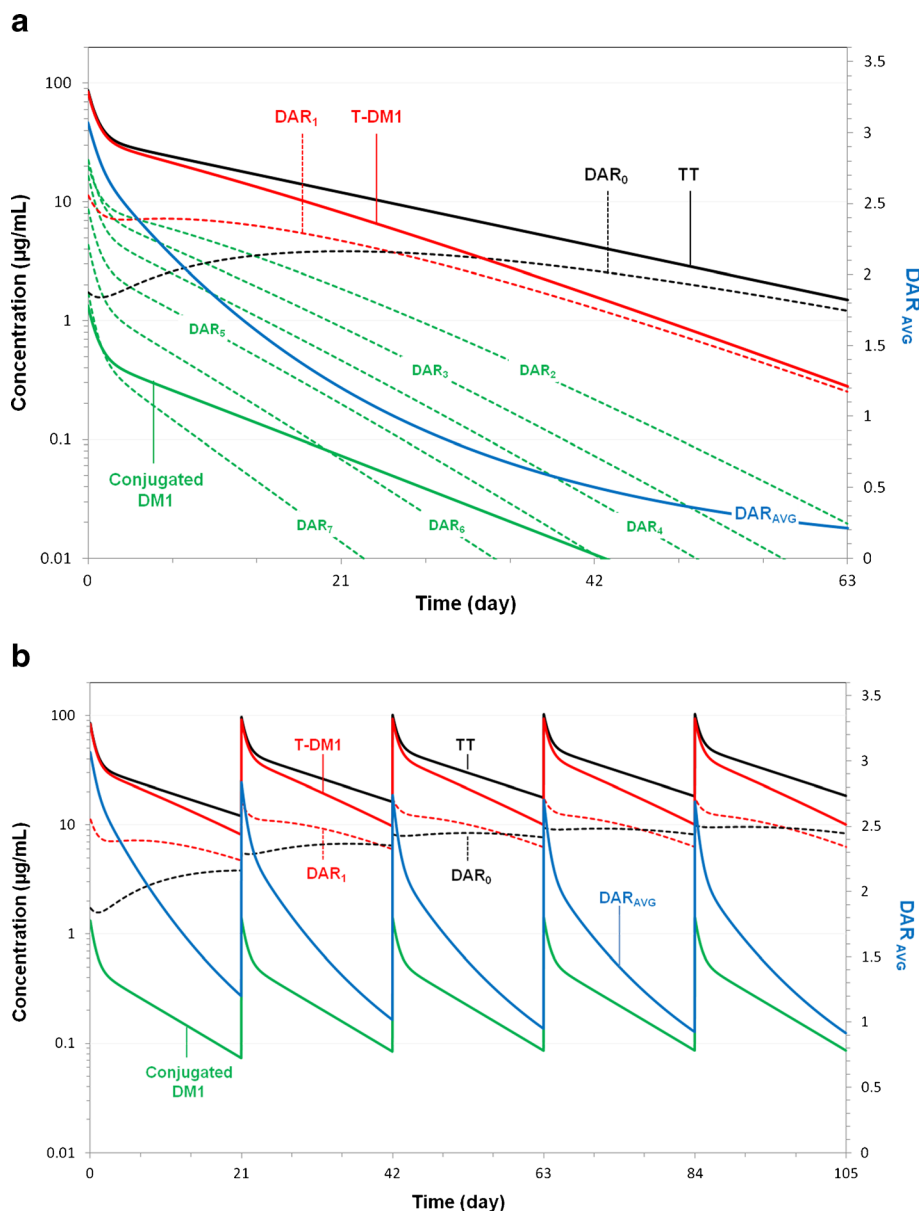 a
100
10
1
0.1
0.01
Concentration (µg/mL)
3.5
3
2.5
2
1.5
1
0.5
0
DAR AVG
DAR1
T-DM1
DAR0
TT
DAR5
DAR3
DAR2
Conjugated
DM1
DAR7
DAR6
DAR4
DARAVG
0
21
42
63
Time (day)
b
100
10
1
0.1
0.01
Concentration (µg/mL)
3.5
3
2.5
2
1.5
1
0.5
0
DAR AVG
T-DM1
TT
DAR1
DAR0
DARAVG
Conjugated
DM1
0
21
42
63
84
105
Time (day)